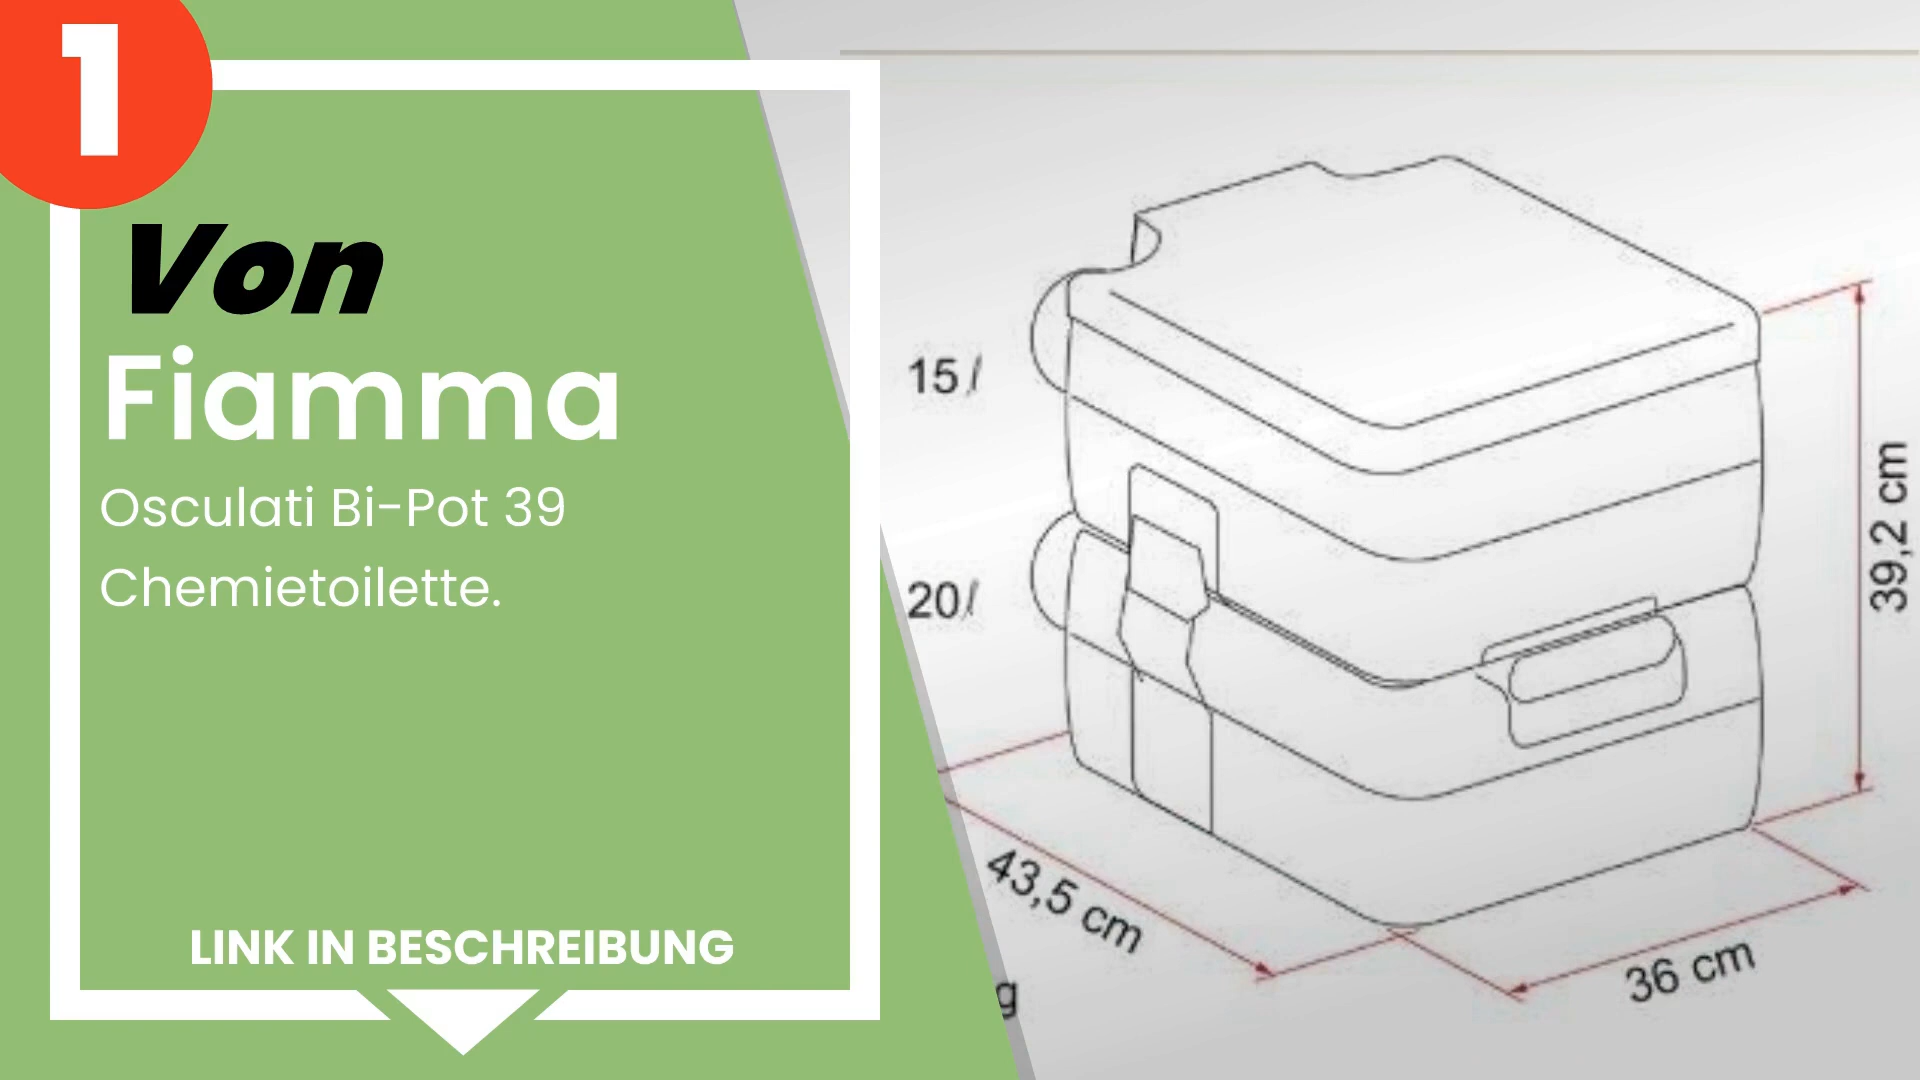 1
Von
Fiamma
Osculati Bi-Pot 39
Chemietoilette.
LINK IN BESCHREIBUNG
15 l
20 l
39,2 cm
43,5 cm
36 cm
g